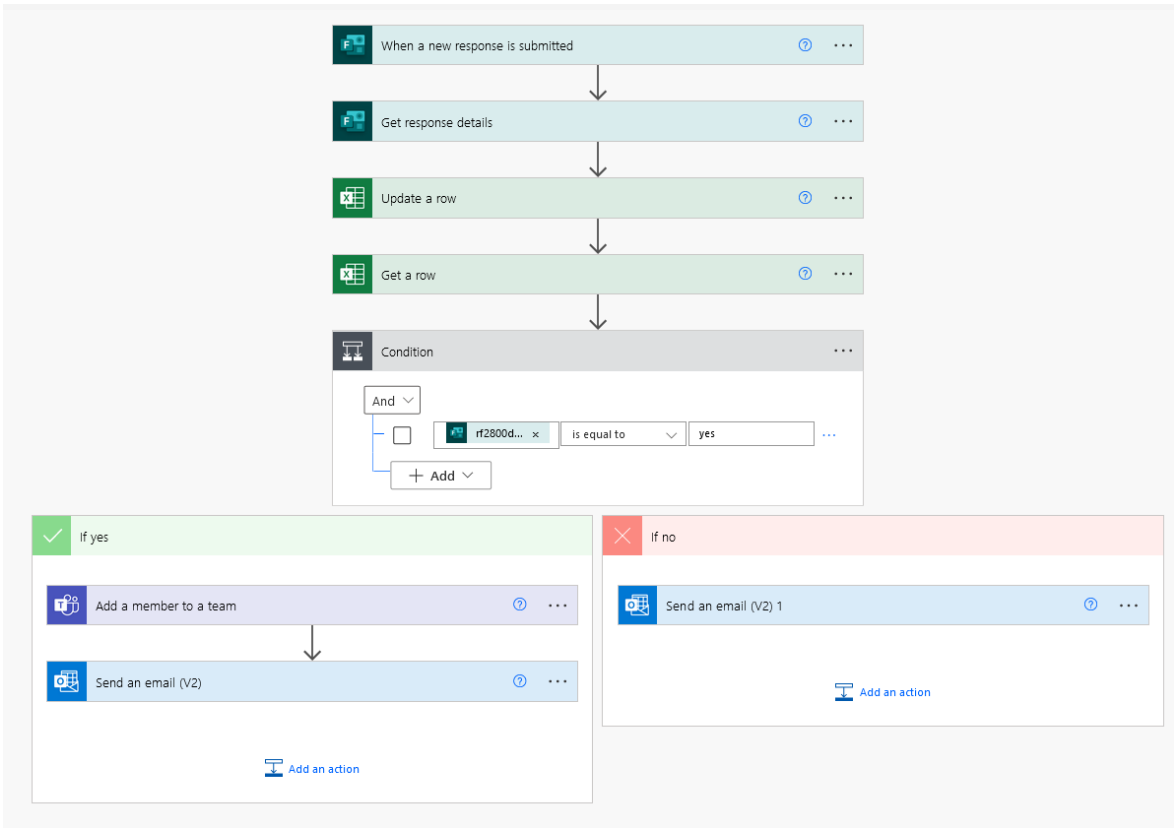 When a new response is submitted
Get response details
Update a row
Get a row
Condition
And
rf2800d... × is equal to yes
+ Add
If yes
Add a member to a team
Send an email (V2)
Add an action
If no
Send an email (V2) 1
Add an action